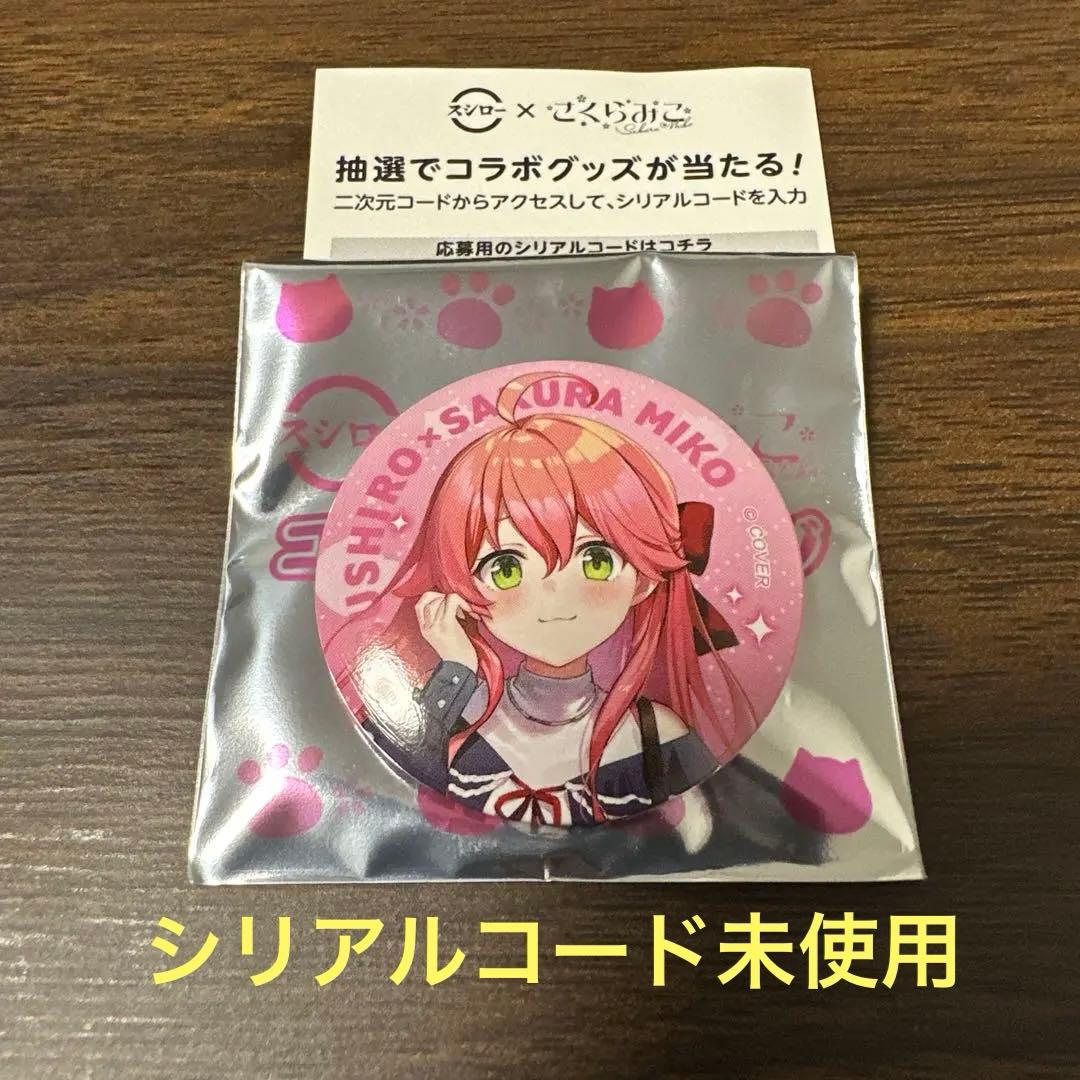 スシロー × さくらみこ
Sakura Miko
抽選でコラボグッズが当たる！
二次元コードからアクセスして、シリアルコードを入力
応募用のシリアルコードはコチラ
USHIRO×SAKURA MIKO
© COVER
スシロー
こ
シリアルコード未使用